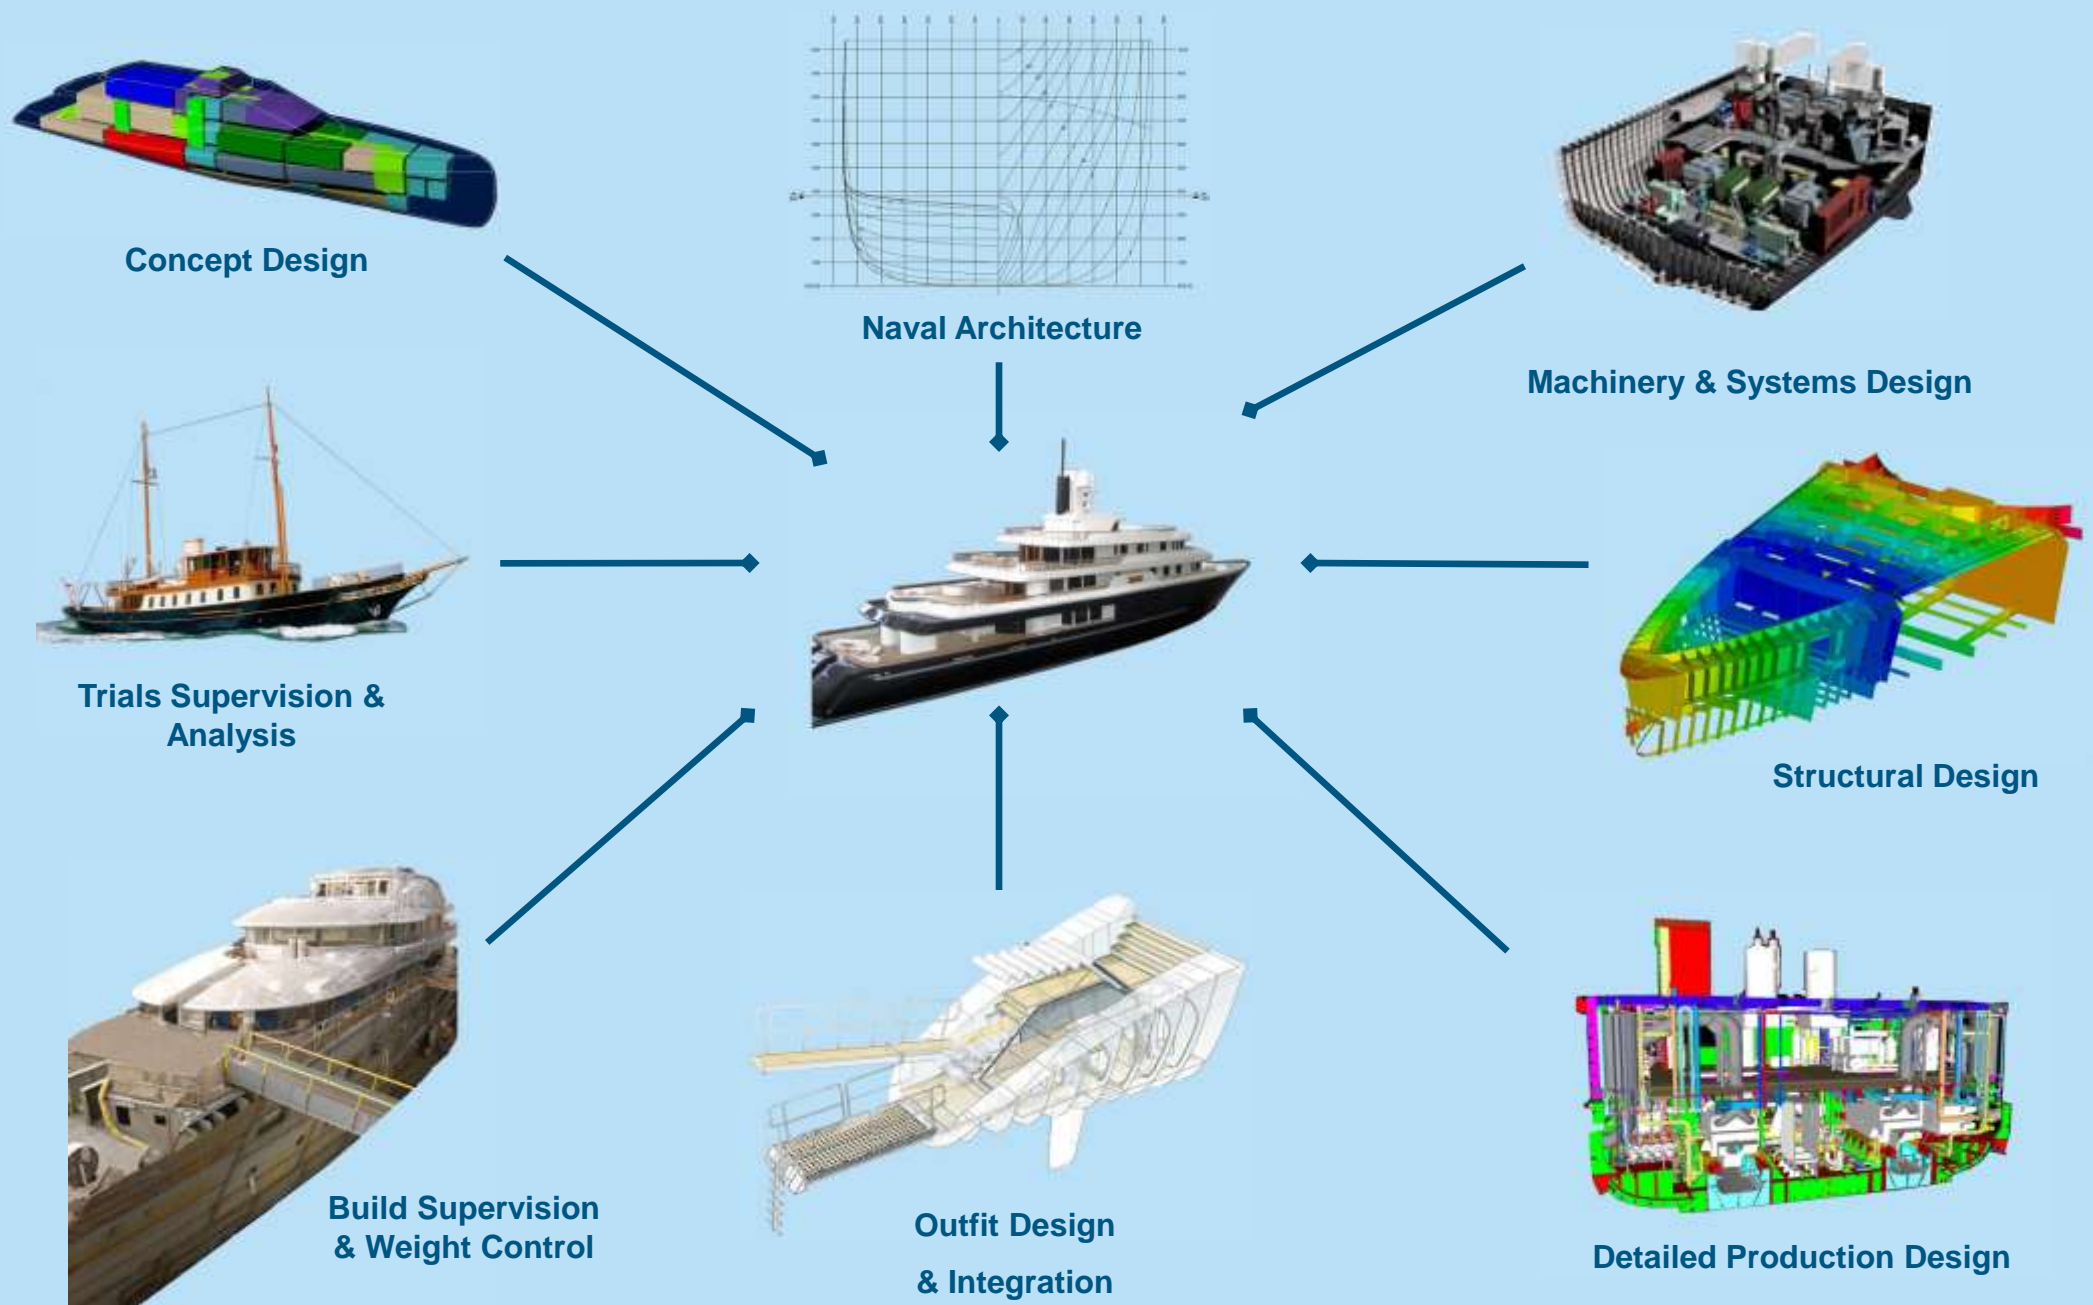 Concept Design
Naval Architecture
Machinery & Systems Design
Trials Supervision &
Analysis
Structural Design
Build Supervision
& Weight Control
Outfit Design
& Integration
Detailed Production Design